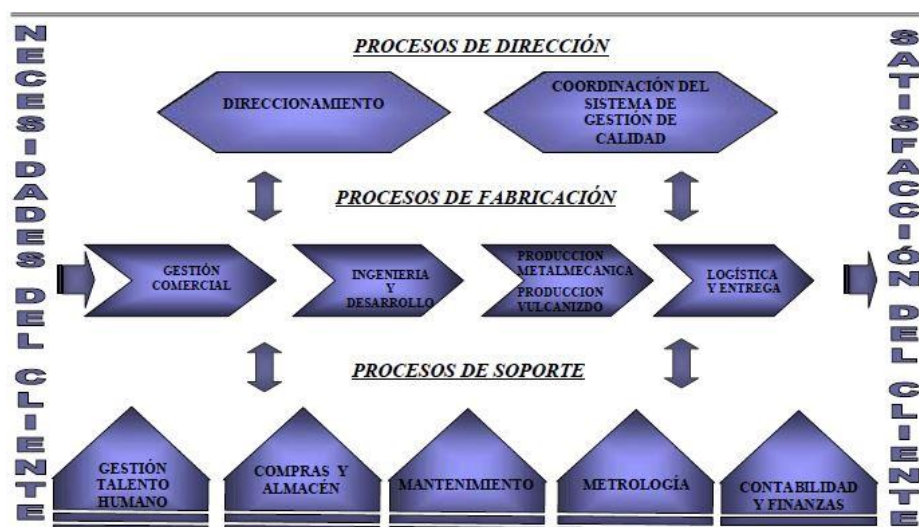 NECESIDADES DEL CLIENTE
PROCESOS DE DIRECCIÓN
DIRECCIONAMIENTO
COORDINACIÓN DEL
SISTEMA DE
GESTIÓN DE
CALIDAD
PROCESOS DE FABRICACIÓN
GESTIÓN
COMERCIAL
INGENIERIA
Y
DESARROLLO
PRODUCCION
METALMECANICA
PRODUCCION
VULCANIZDO
LOGÍSTICA
Y ENTREGA
PROCESOS DE SOPORTE
GESTIÓN
TALENTO
HUMANO
COMPRAS Y
ALMACÉN
MANTENIMIENTO
METROLOGÍA
CONTABILIDAD
Y FINANZAS
SATISFACCIÓN DEL CLIENTE